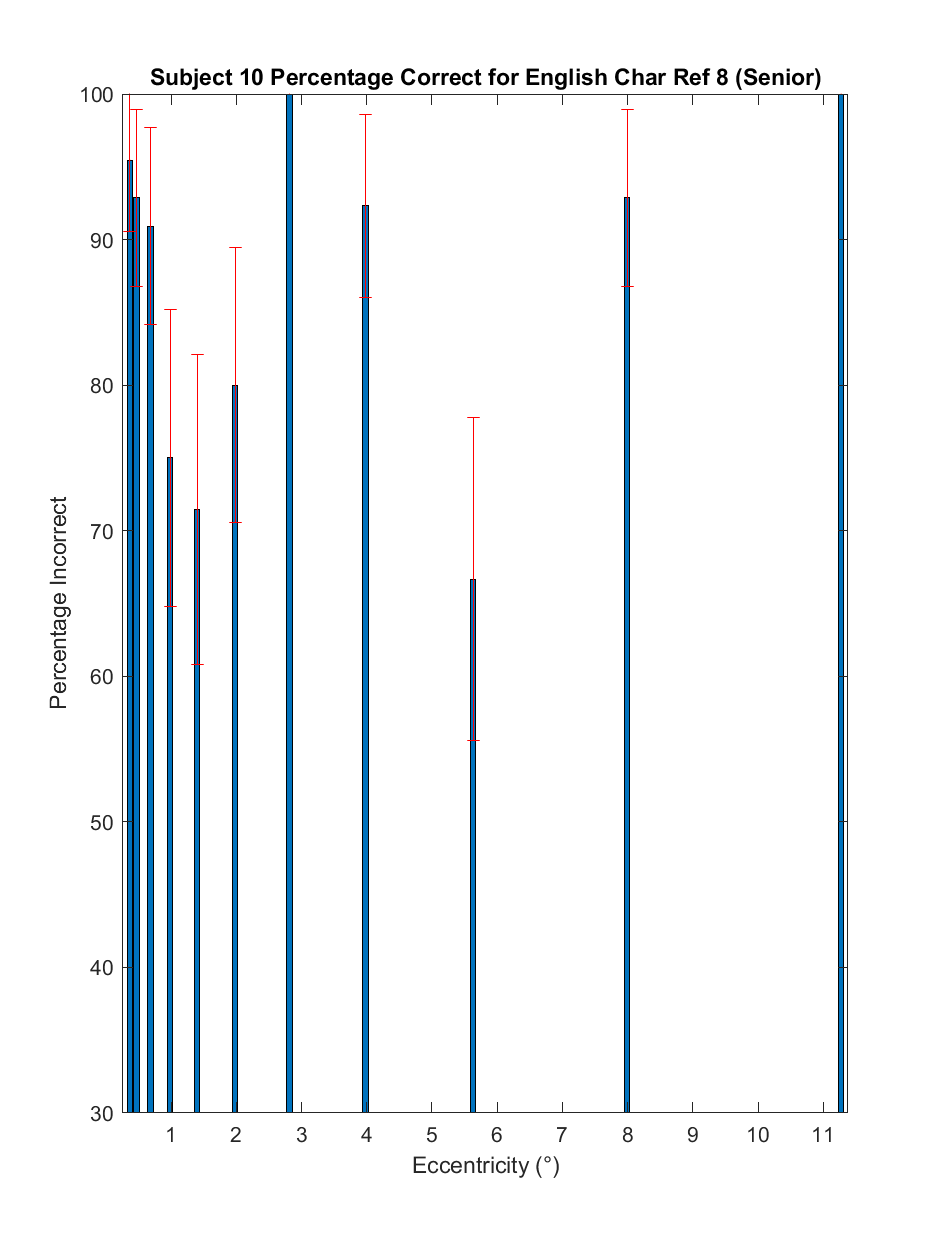 Subject 10 Percentage Correct for English Char Ref 8 (Senior)
100
90
80
70
60
50
40
30
Percentage Incorrect
1 2 3 4 5 6 7 8 9 10 11
Eccentricity (°)